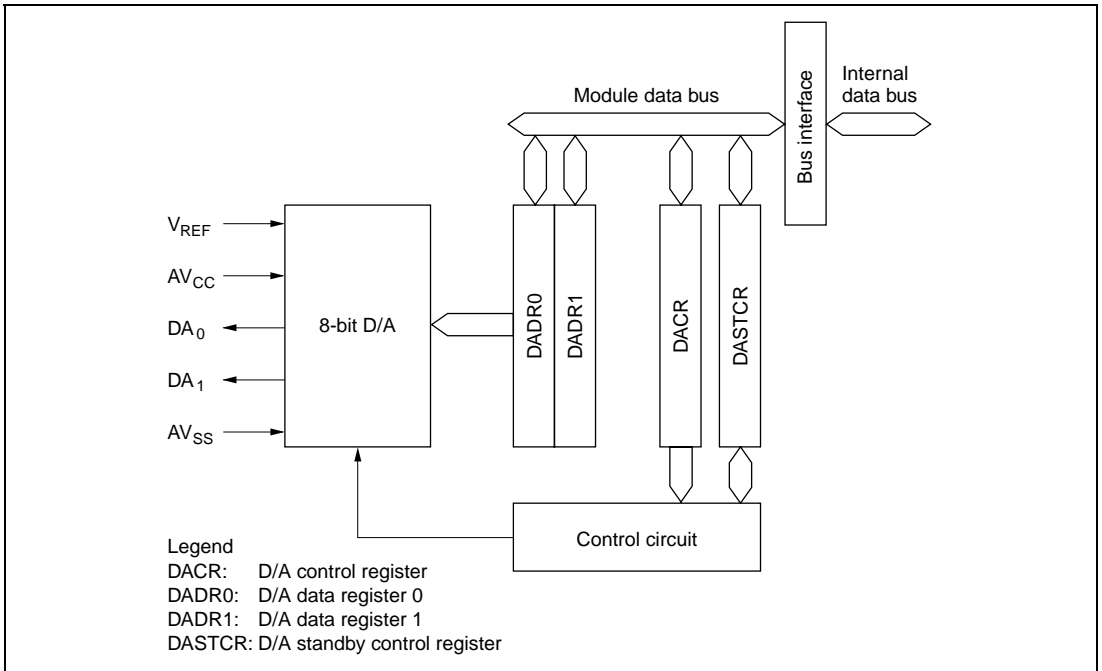 Module data bus
Internal
data bus
Bus interface
V_REF
AV_CC
DA_0
DA_1
AV_SS
8-bit D/A
DADR0
DADR1
DACR
DASTCR
Control circuit
Legend
DACR: D/A control register
DADR0: D/A data register 0
DADR1: D/A data register 1
DASTCR: D/A standby control register